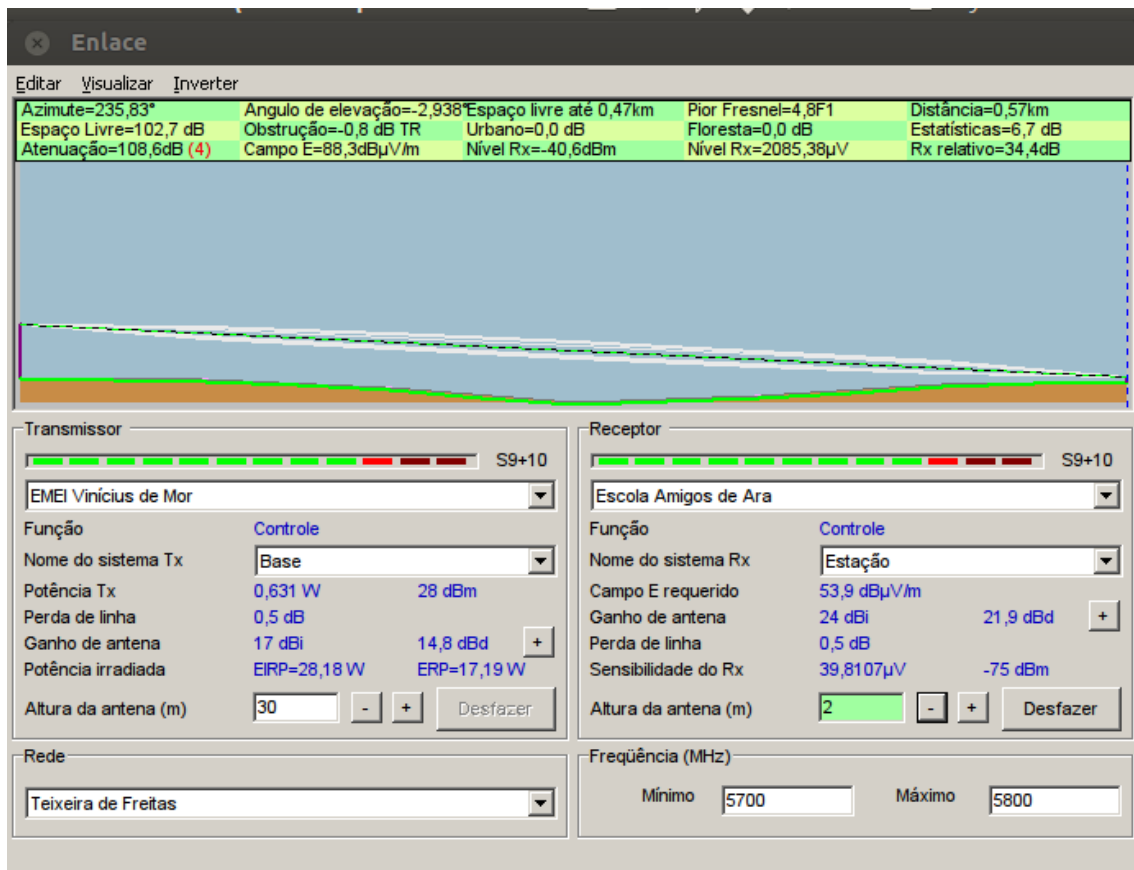 Enlace
Editar Visualizar Inverter
Azimute=235,83° Angulo de elevação=-2,938° Espaço livre até 0,47km Pior Fresnel=4,8F1 Distância=0,57km
Espaço Livre=102,7 dB Obstrução=-0,8 dB TR Urbano=0,0 dB Floresta=0,0 dB Estatísticas=6,7 dB
Atenuação=108,6dB (4) Campo E=88,3dBµV/m Nível Rx=-40,6dBm Nível Rx=2085,38µV Rx relativo=34,4dB
Transmissor Receptor
S9+10 S9+10
EMEI Vinícius de Mor Escola Amigos de Ara
Função Controle Função Controle
Nome do sistema Tx Base Nome do sistema Rx Estação
Potência Tx 0,631 W 28 dBm Campo E requerido 53,9 dBµV/m
Perda de linha 0,5 dB Ganho de antena 24 dBi 21,9 dBd +
Ganho de antena 17 dBi 14,8 dBd + Perda de linha 0,5 dB
Potência irradiada EIRP=28,18 W ERP=17,19 W Sensibilidade do Rx 39,8107µV -75 dBm
Altura da antena (m) 30 - + Desfazer Altura da antena (m) 2 - + Desfazer
Rede Freqüência (MHz)
Teixeira de Freitas Mínimo 5700 Máximo 5800